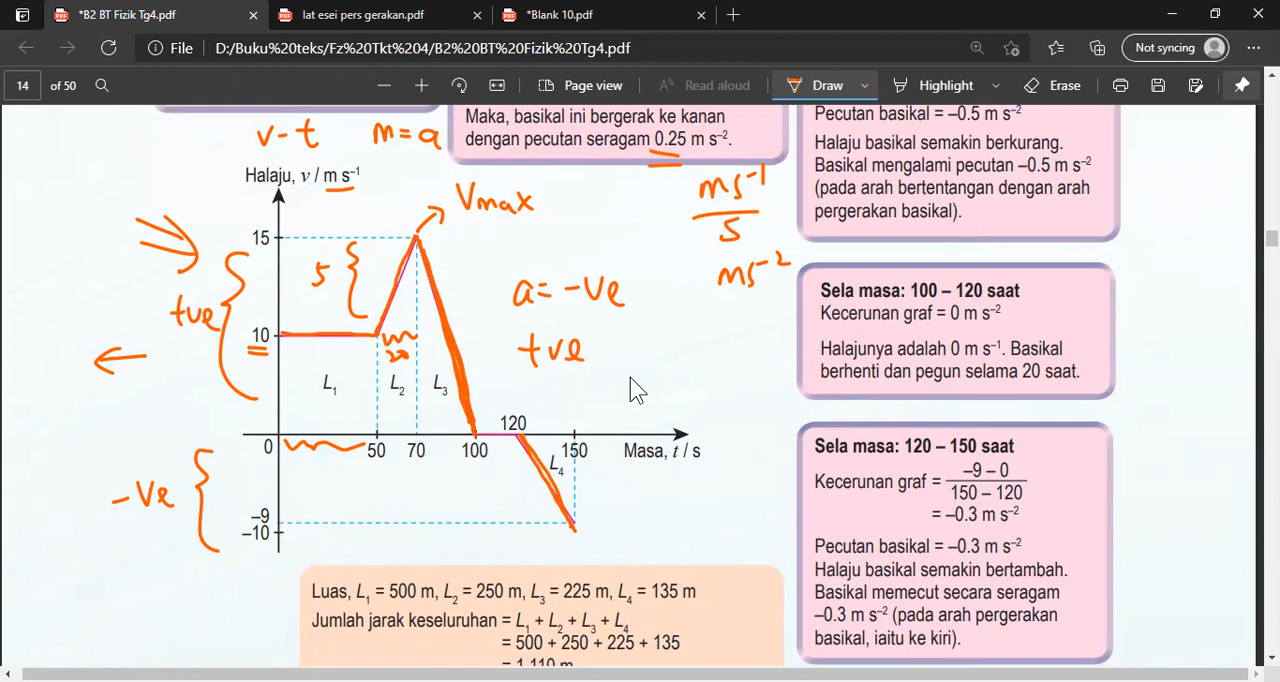 *B2 BT Fizik Tg4.pdf
lat esei pers gerakan.pdf
*Blank 10.pdf
File
D:/Buku%20teks/Fz%20Tkt%204/B2%20BT%20Fizik%20Tg4.pdf
Not syncing
14 of 50
Page view
Read aloud
Draw
Highlight
Erase
v-t m=a
Maka, basikal ini bergerak ke kanan
dengan pecutan seragam 0.25 m s⁻².
Pecutan basikal = –0.5 m s⁻²
Halaju basikal semakin berkurang.
Basikal mengalami pecutan –0.5 m s⁻²
(pada arah bertentangan dengan arah
pergerakan basikal).
Halaju, v / m s⁻¹
Vmax
ms⁻¹
s
ms⁻²
15
5
+ve
a= -ve
+ve
10
20
L₁
L₂
L₃
120
0
50
70
100
150
Masa, t / s
L₄
-ve
–9
–10
Sela masa: 100 – 120 saat
Kecerunan graf = 0 m s⁻²
Halajunya adalah 0 m s⁻¹. Basikal
berhenti dan pegun selama 20 saat.
Sela masa: 120 – 150 saat
Kecerunan graf = –9 – 0
150 – 120
= –0.3 m s⁻²
Pecutan basikal = –0.3 m s⁻²
Halaju basikal semakin bertambah.
Basikal memecut secara seragam
–0.3 m s⁻² (pada arah pergerakan
basikal, iaitu ke kiri).
Luas, L₁ = 500 m, L₂ = 250 m, L₃ = 225 m, L₄ = 135 m
Jumlah jarak keseluruhan = L₁ + L₂ + L₃ + L₄
= 500 + 250 + 225 + 135
= 1 110 m